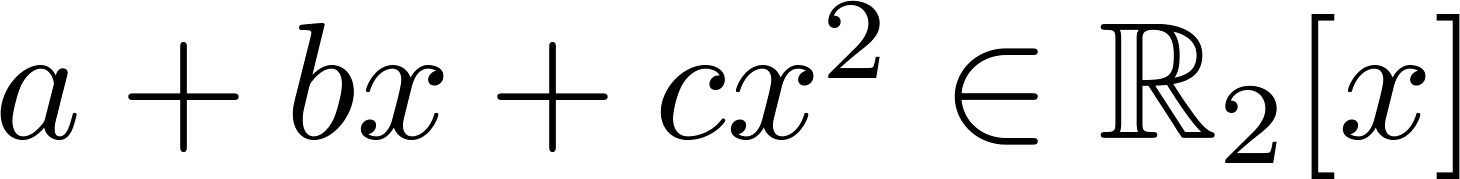 a + bx + cx² ∈ ℝ₂[x]